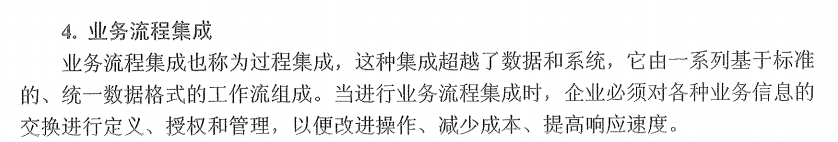 4. 业务流程集成
业务流程集成也称为过程集成，这种集成超越了数据和系统，它由一系列基于标准
的、统一数据格式的工作流组成。当进行业务流程集成时，企业必须对各种业务信息的
交换进行定义、授权和管理，以便改进操作、减少成本、提高响应速度。